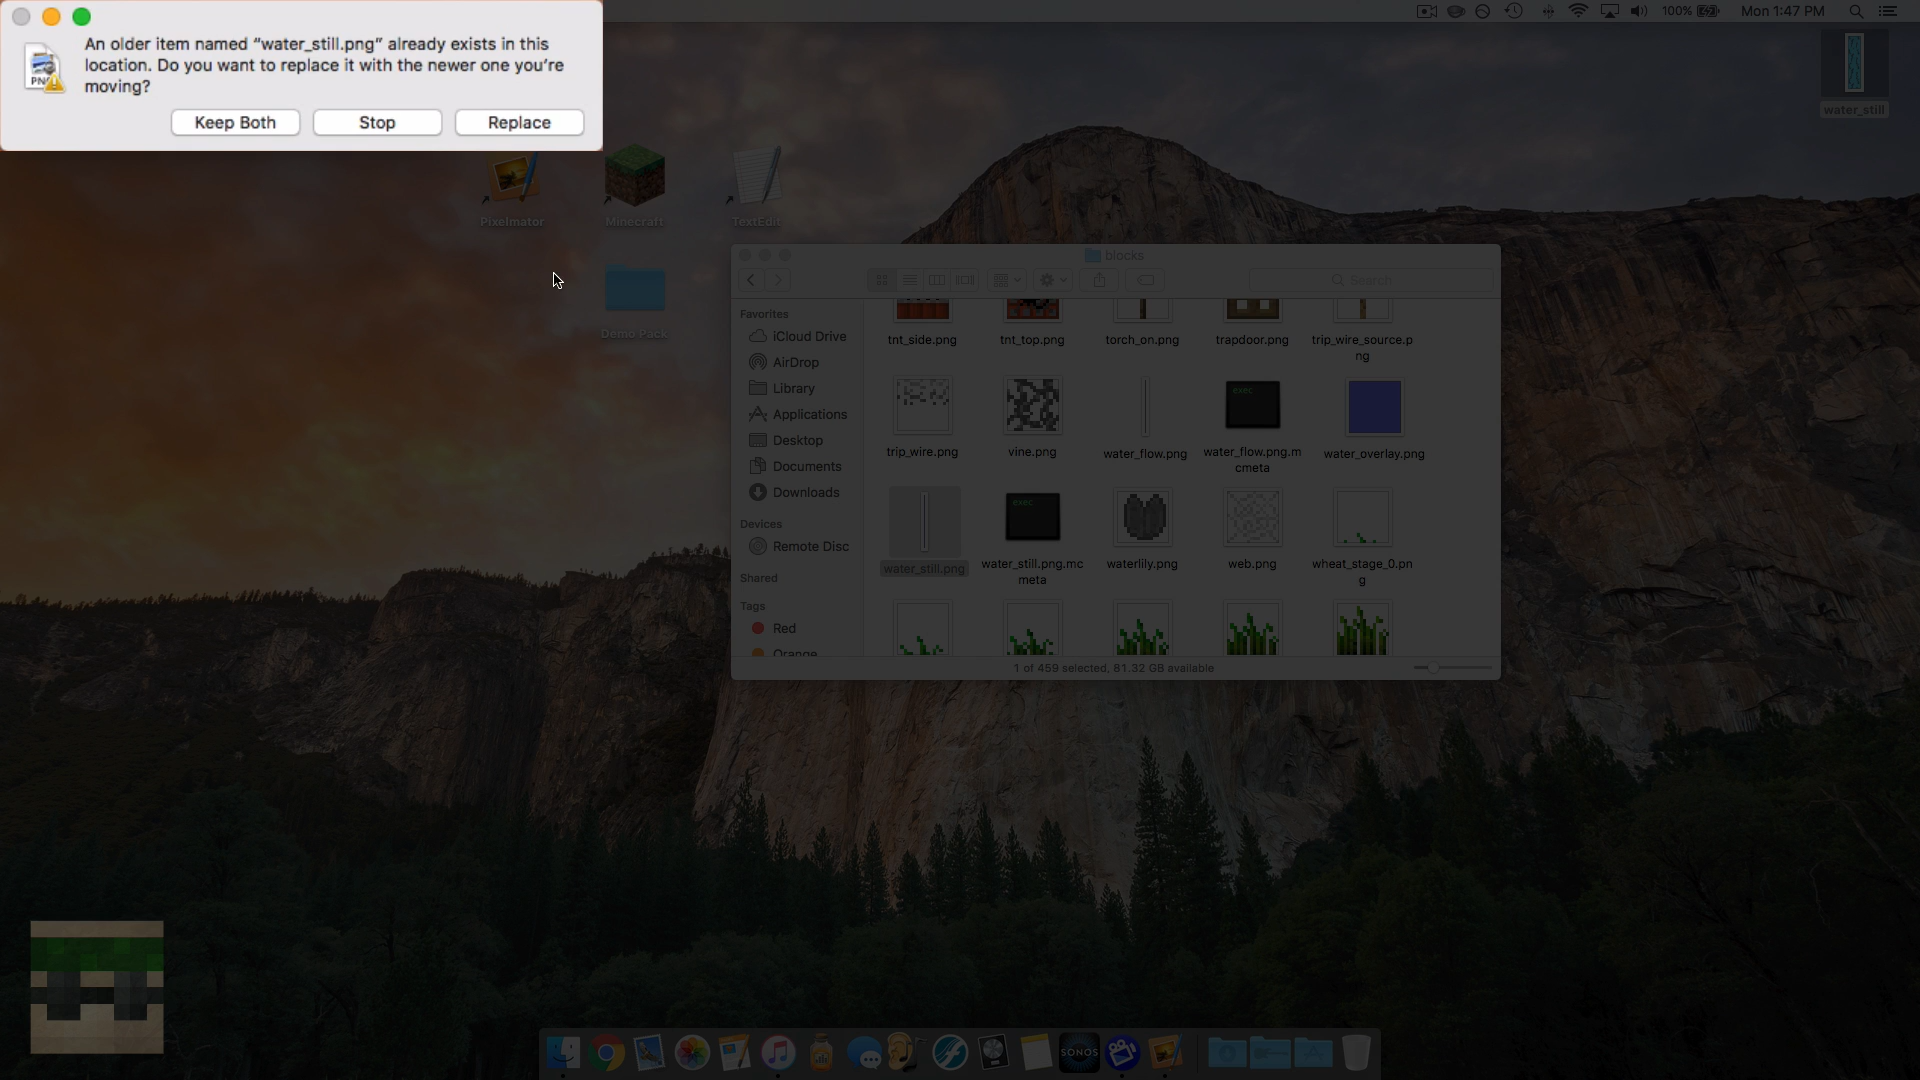 An older item named “water_still.png” already exists in this
location. Do you want to replace it with the newer one you’re
moving?
Keep Both
Stop
Replace
100%
Mon 1:47 PM
water_still
Pixelmator
Minecraft
TextEdit
Demo Pack
blocks
Search
Favorites
iCloud Drive
AirDrop
Library
Applications
Desktop
Documents
Downloads
Devices
Remote Disc
Shared
Tags
Red
Orange
tnt_side.png
tnt_top.png
torch_on.png
trapdoor.png
trip_wire_source.p
ng
trip_wire.png
vine.png
water_flow.png
exec
water_flow.png.m
cmeta
water_overlay.png
water_still.png
exec
water_still.png.mc
meta
waterlily.png
web.png
wheat_stage_0.pn
g
1 of 459 selected, 81.32 GB available
SONOS